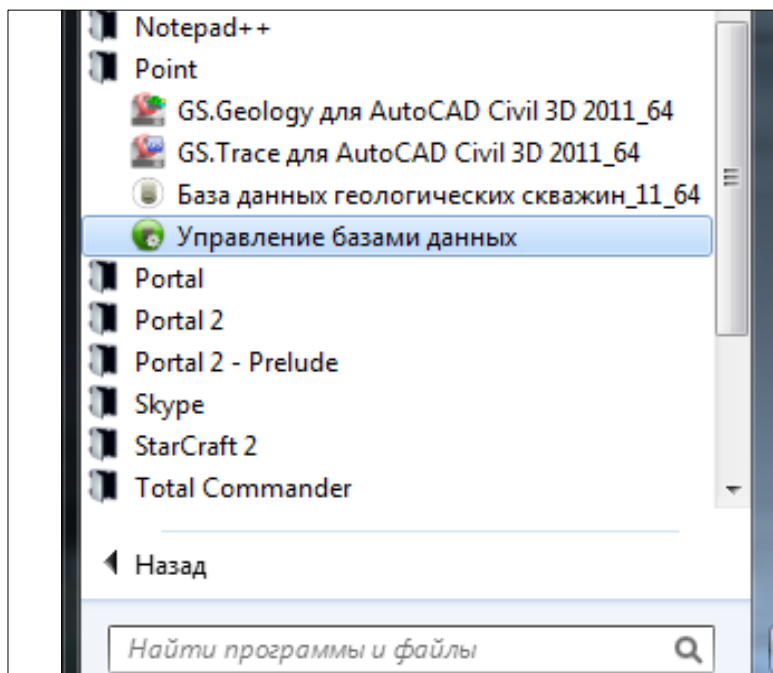 Notepad++
Point
GS.Geology для AutoCAD Civil 3D 2011_64
GS.Trace для AutoCAD Civil 3D 2011_64
База данных геологических скважин_11_64
Управление базами данных
Portal
Portal 2
Portal 2 - Prelude
Skype
StarCraft 2
Total Commander
Назад
Найти программы и файлы